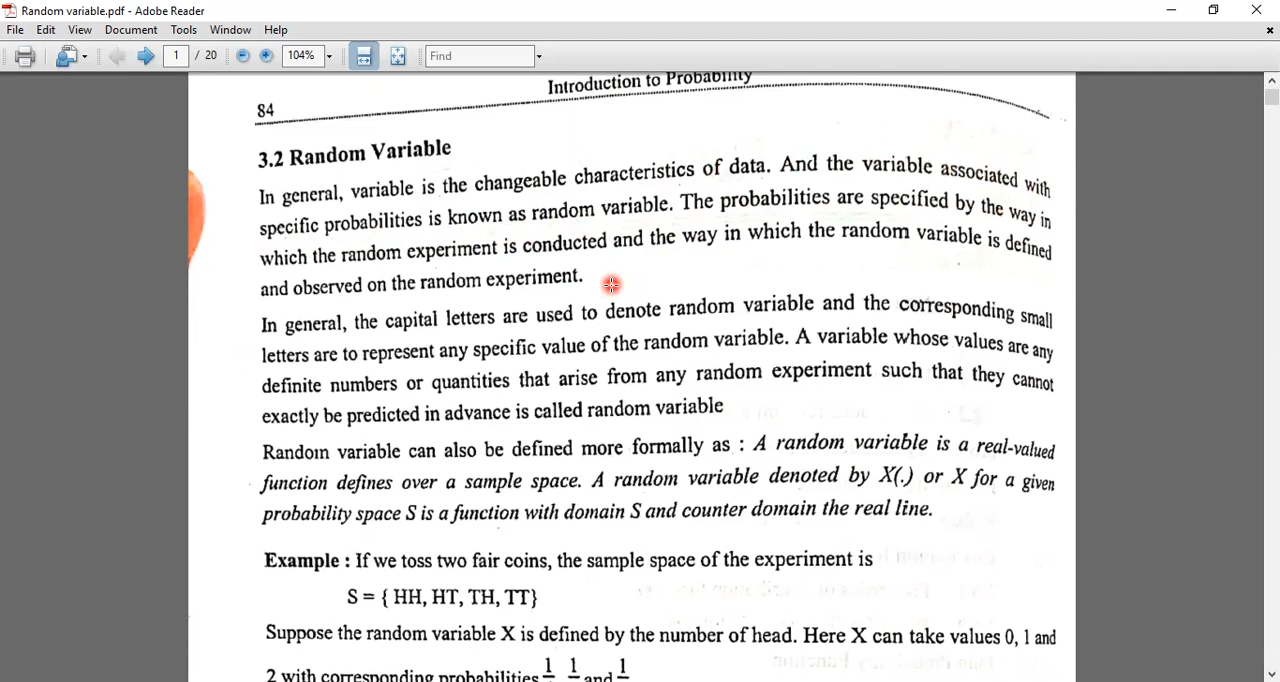 Random variable.pdf - Adobe Reader
File Edit View Document Tools Window Help
1 / 20 104% Find
Introduction to Probability
84
3.2 Random Variable
In general, variable is the changeable characteristics of data. And the variable associated with
specific probabilities is known as random variable. The probabilities are specified by the way in
which the random experiment is conducted and the way in which the random variable is defined
and observed on the random experiment.
In general, the capital letters are used to denote random variable and the corresponding small
letters are to represent any specific value of the random variable. A variable whose values are any
definite numbers or quantities that arise from any random experiment such that they cannot
exactly be predicted in advance is called random variable
Random variable can also be defined more formally as : A random variable is a real-valued
function defines over a sample space. A random variable denoted by X(.) or X for a given
probability space S is a function with domain S and counter domain the real line.
Example : If we toss two fair coins, the sample space of the experiment is
S = { HH, HT, TH, TT}
Suppose the random variable X is defined by the number of head. Here X can take values 0, 1 and
2 with corresponding probabilities 1 1 and 1